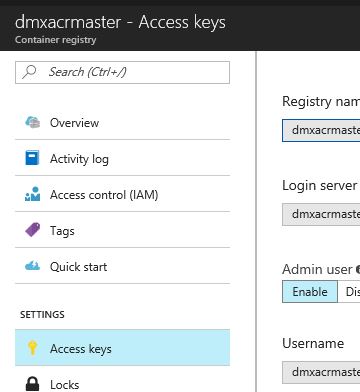 dmxacrmaster - Access keys
Container registry
Search (Ctrl+/)
Overview
Activity log
Access control (IAM)
Tags
Quick start
SETTINGS
Access keys
Locks
Registry nam
dmxacrmaste
Login server
dmxacrmaste
Admin user
Enable
Dis
Username
dmxacrmaste